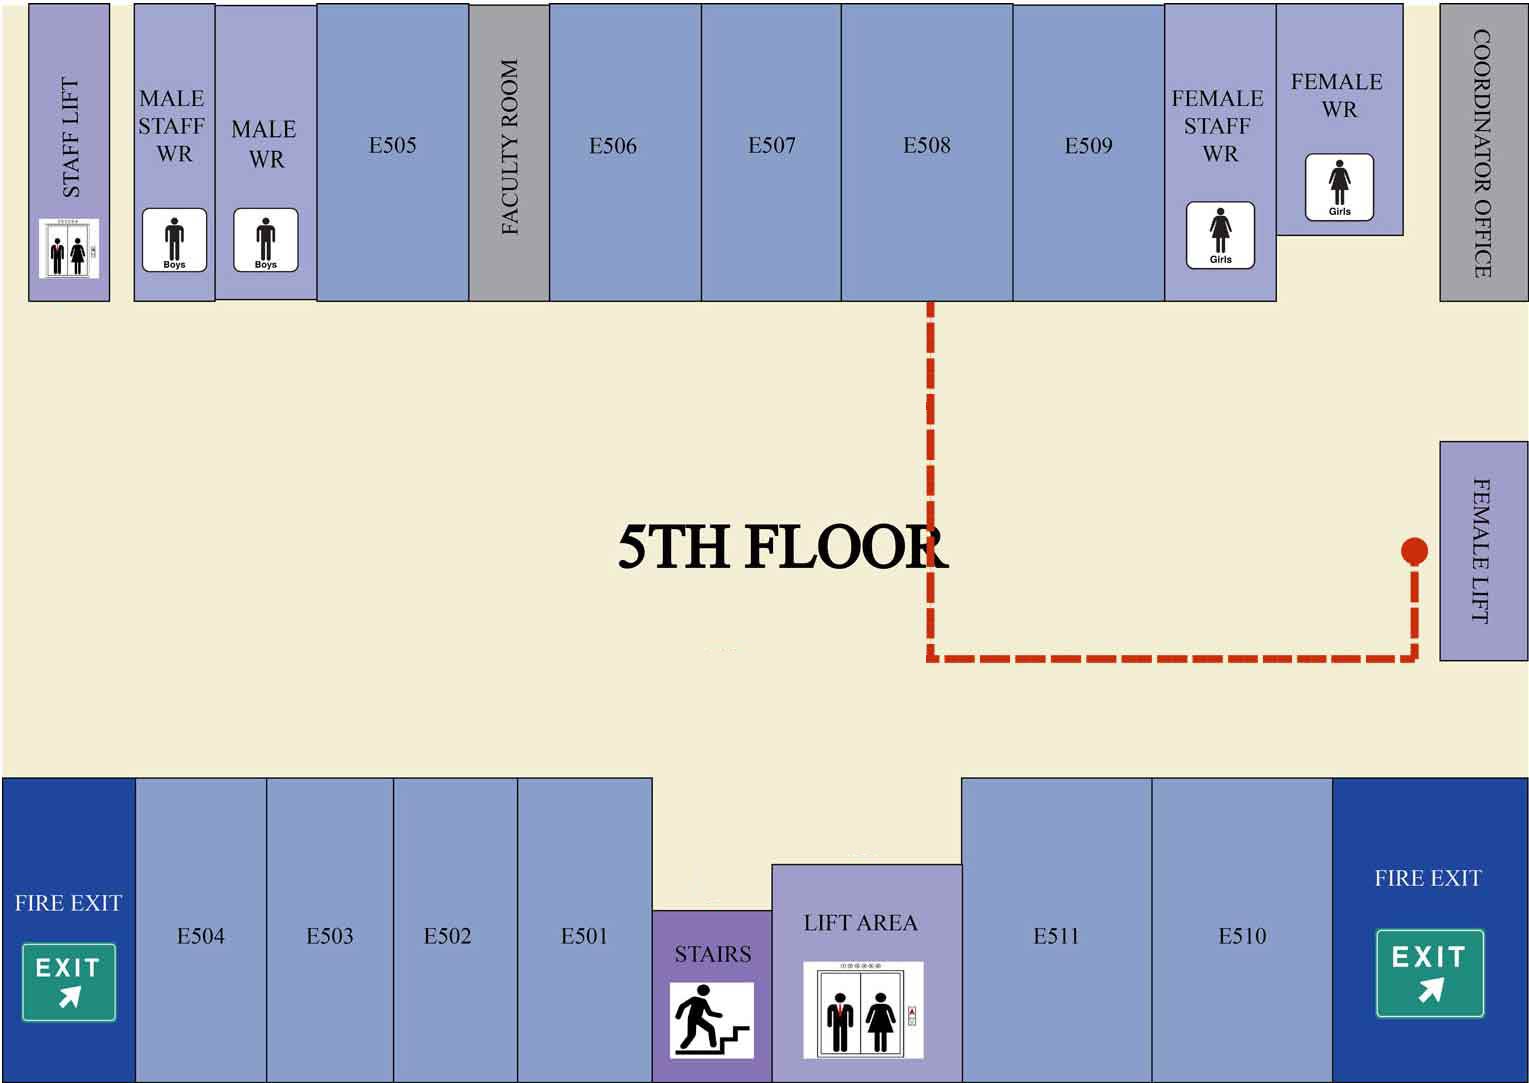 STAFF LIFT
MALE
STAFF
WR
Boys
MALE
WR
Boys
E505
FACULTY ROOM
E506
E507
E508
E509
FEMALE
STAFF
WR
Girls
FEMALE
WR
Girls
COORDINATOR OFFICE
5TH FLOOR
FEMALE LIFT
FIRE EXIT
EXIT
E504
E503
E502
E501
STAIRS
LIFT AREA
E511
E510
FIRE EXIT
EXIT